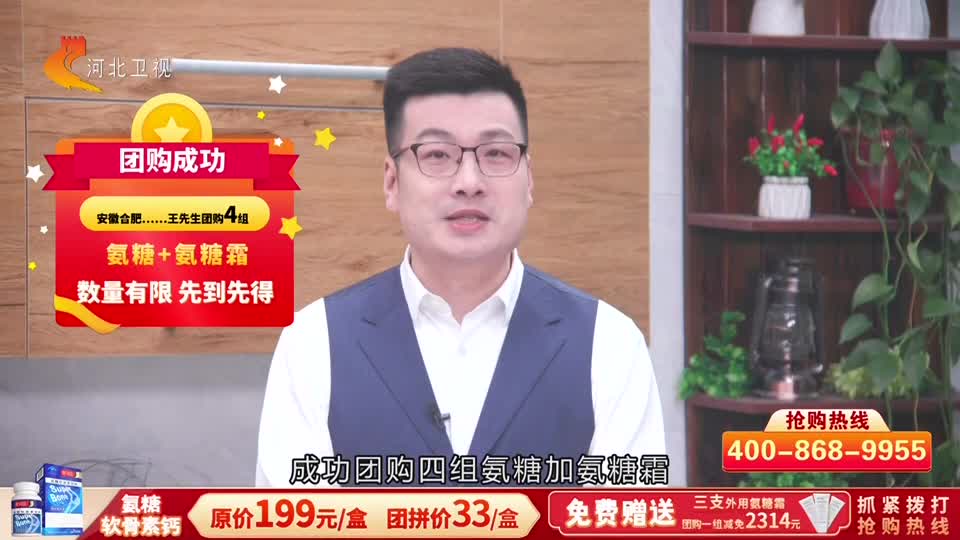 河北卫视
团购成功
安徽合肥......王先生团购4组
氨糖+氨糖霜
数量有限 先到先得
抢购热线
400-868-9955
成功团购四组氨糖加氨糖霜
Super
Bone
氨糖
软骨素钙
原价199元/盒 团拼价33/盒
免费赠送
三支外用氨糖霜
团购一组减免2314元
抓紧拨打
抢购热线